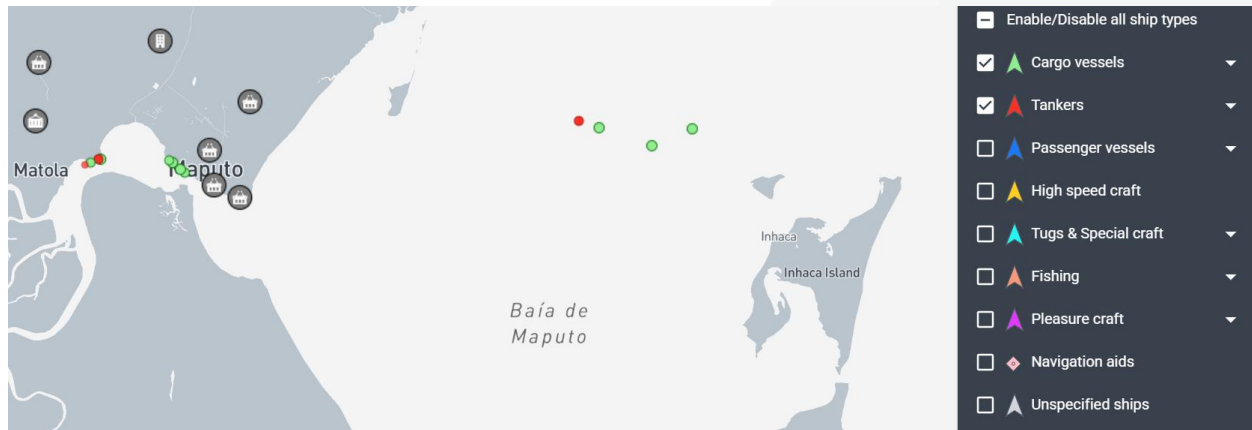 Matola
Maputo
Inhaca
Inhaca Island
Baía de
Maputo
Enable/Disable all ship types
Cargo vessels
Tankers
Passenger vessels
High speed craft
Tugs & Special craft
Fishing
Pleasure craft
Navigation aids
Unspecified ships